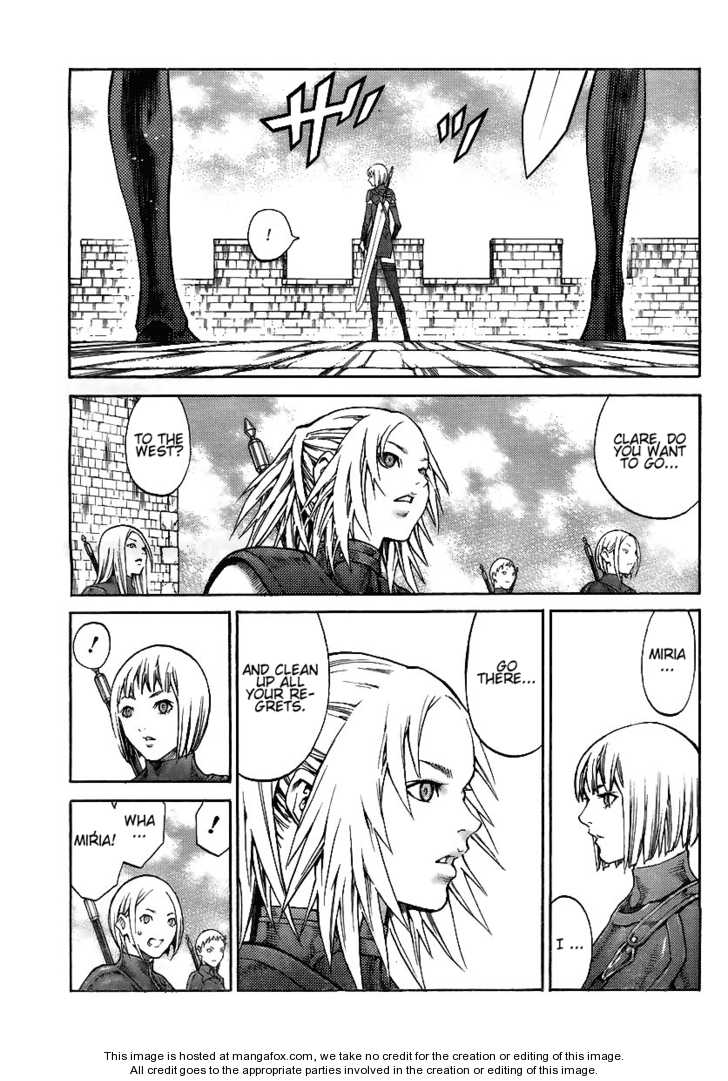 ザッ
!
CLARE, DO
YOU WANT
TO GO...
TO THE
WEST?
MIRIA
...
I ...
GO
THERE...
AND CLEAN
UP ALL
YOUR RE-
GRETS.
!
!
WHA
...
MIRIA!
This image is hosted at mangafox.com, we take no credit for the creation or editing of this image.
All credit goes to the appropriate parties involved in the creation or editing of this image.